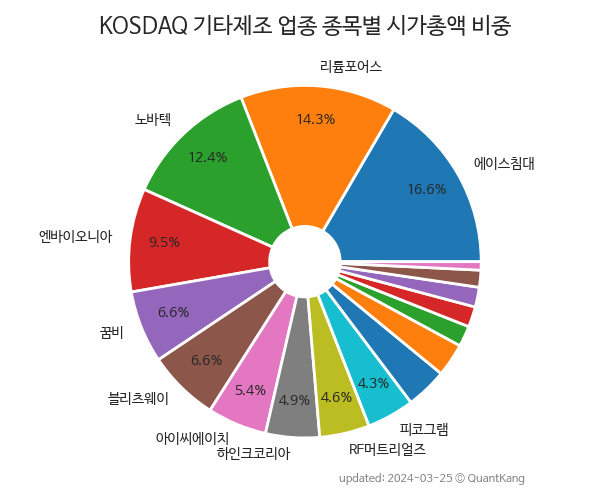 KOSDAQ 기타제조 업종 종목별 시가총액 비중
리튬포어스
14.3%
노바텍
12.4%
에이스침대
16.6%
엔바이오니아
9.5%
꿈비
6.6%
블리츠웨이
6.6%
아이씨에이치
5.4%
하인크코리아
4.9%
RF머트리얼즈
4.6%
피코그램
4.3%
updated: 2024-03-25 © QuantKang